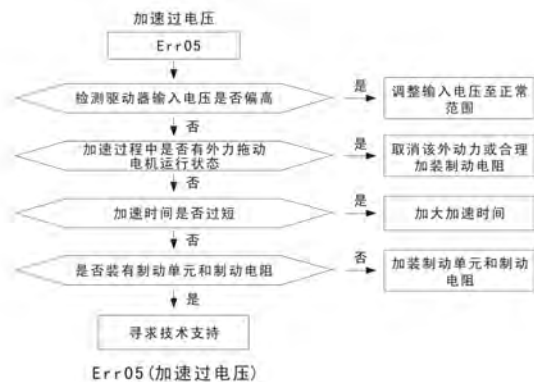 加速过电压
Err05
检测驱动器输入电压是否偏高
是
调整输入电压至正常
范围
否
加速过程中是否有外力拖动
电机运行状态
是
取消该外动力或合理
加装制动电阻
否
加速时间是否过短
是
加大加速时间
否
是否装有制动单元和制动电阻
否
加装制动单元和制动
电阻
是
寻求技术支持
Err05(加速过电压)